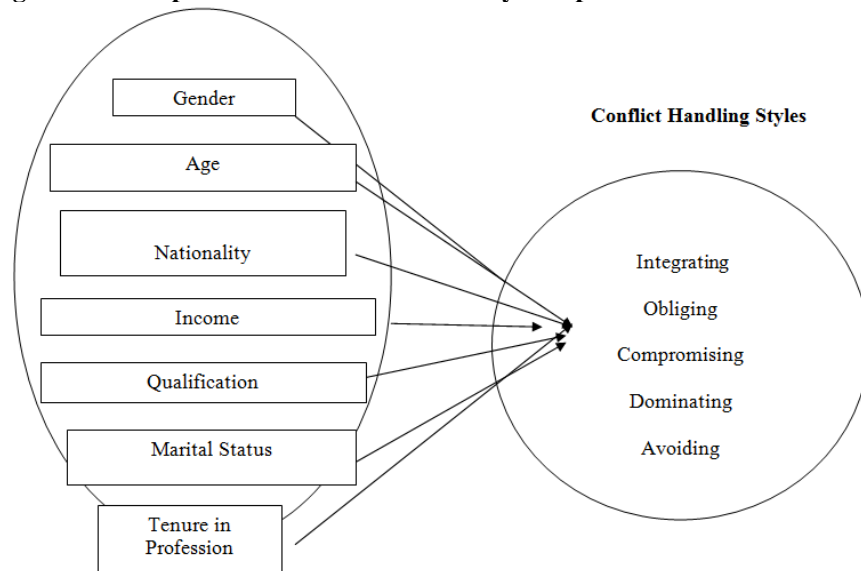 Gender
Conflict Handling Styles
Age
Nationality
Integrating
Obliging
Income
Compromising
Qualification
Dominating
Marital Status
Avoiding
Tenure in
Profession